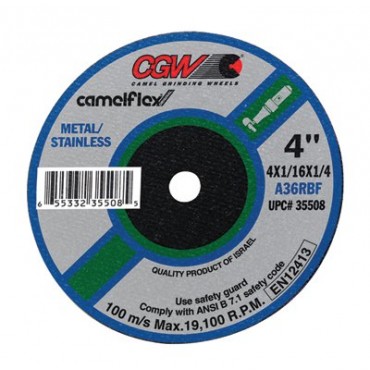 CGW
CAMEL GRINDING WHEELS
camelflex
METAL/
STAINLESS
4"
4X1/16X1/4
A36RBF
UPC# 35508
6 55332 35508 5
QUALITY PRODUCT OF ISRAEL
Use safety guard
Comply with ANSI B 7.1 safety code
100 m/s Max.19,100 R.P.M.
EN12413